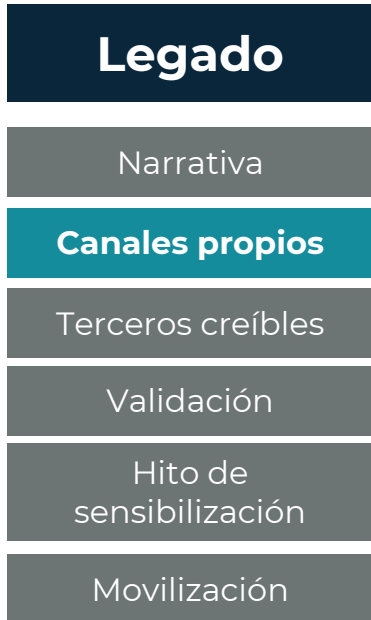 Legado
Narrativa
Canales propios
Terceros creíbles
Validación
Hito de
sensibilización
Movilización